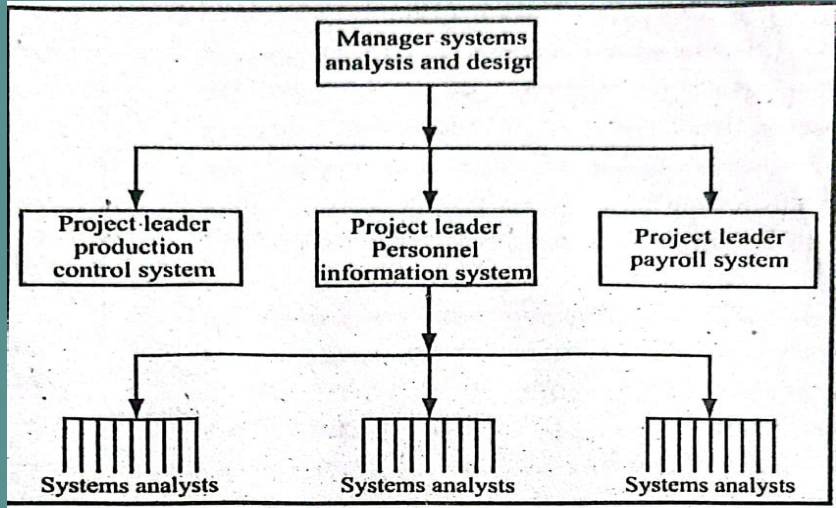 Manager systems
analysis and design
Project leader
production
control system
Project leader
Personnel
information system
Project leader
payroll system
Systems analysts
Systems analysts
Systems analysts